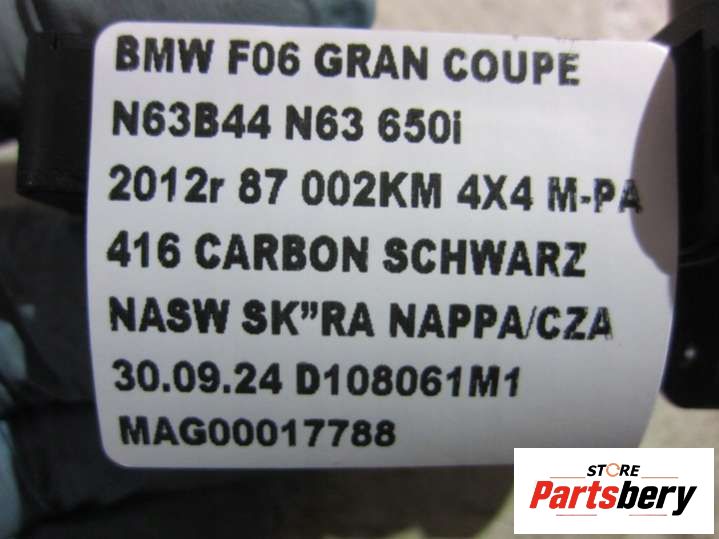 BMW F06 GRAN COUPE
N63B44 N63 650i
2012r 87 002KM 4X4 M-PA
416 CARBON SCHWARZ
NASW SK”RA NAPPA/CZA
30.09.24 D108061M1
MAG00017788
STORE
Partsbery